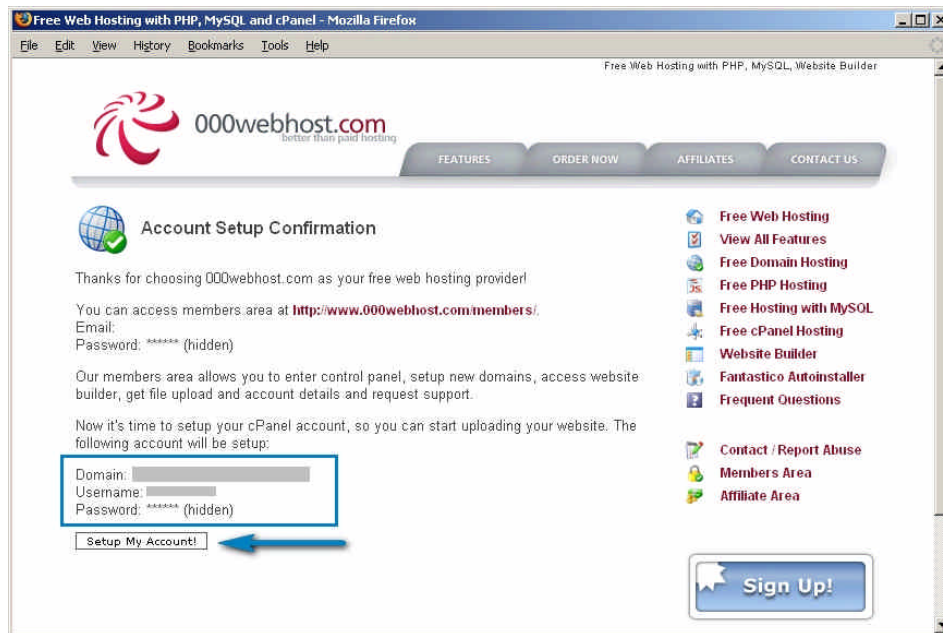 Free Web Hosting with PHP, MySQL and cPanel - Mozilla Firefox
File Edit View History Bookmarks Tools Help
Free Web Hosting with PHP, MySQL, Website Builder
000webhost.com
better than paid hosting
FEATURES ORDER NOW AFFILIATES CONTACT US
Account Setup Confirmation
Thanks for choosing 000webhost.com as your free web hosting provider!
You can access members area at http://www.000webhost.com/members/.
Email:
Password: ****** (hidden)
Our members area allows you to enter control panel, setup new domains, access website
builder, get file upload and account details and request support.
Now it's time to setup your cPanel account, so you can start uploading your website. The
following account will be setup:
Domain:
Username:
Password: ****** (hidden)
Setup My Account!
Free Web Hosting
View All Features
Free Domain Hosting
Free PHP Hosting
Free Hosting with MySQL
Free cPanel Hosting
Website Builder
Fantastico Autoinstaller
Frequent Questions
Contact / Report Abuse
Members Area
Affiliate Area
Sign Up!